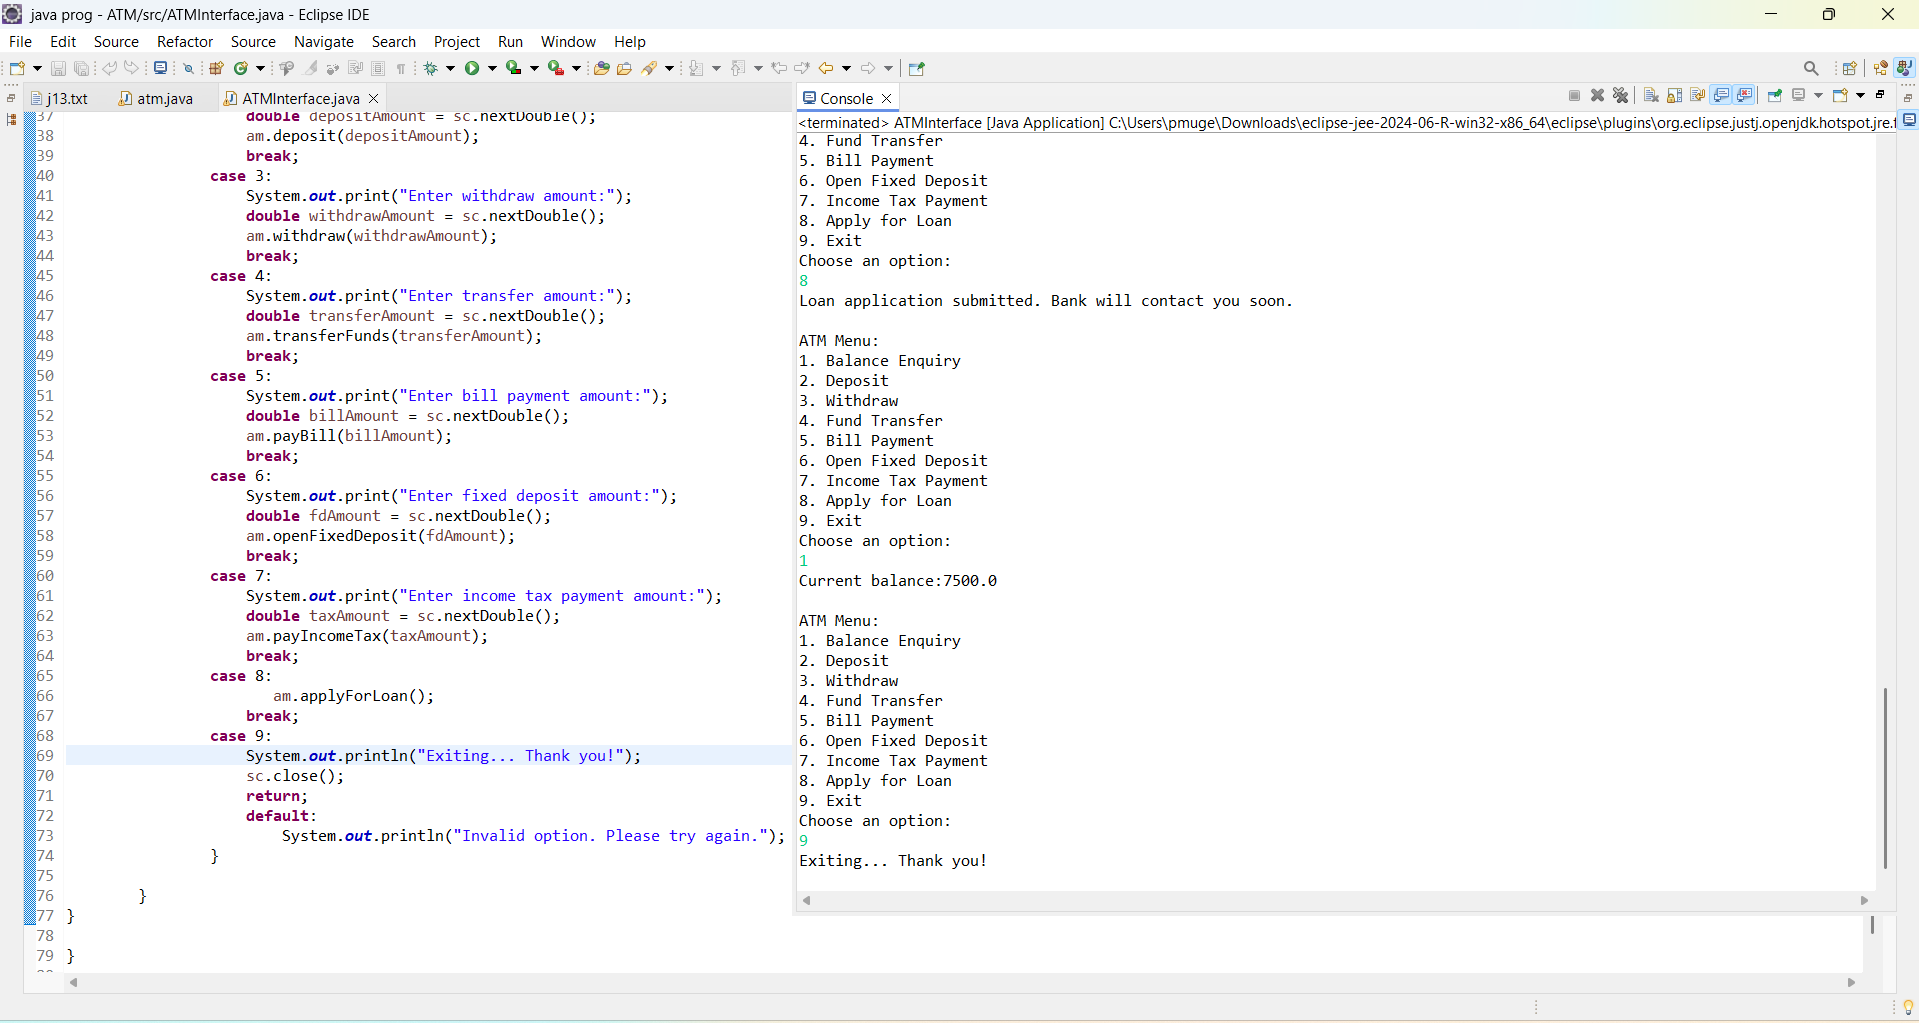 java prog - ATM/src/ATMInterface.java - Eclipse IDE
File Edit Source Refactor Source Navigate Search Project Run Window Help
j13.txt atm.java ATMInterface.java
37 double depositAmount = sc.nextDouble();
38 am.deposit(depositAmount);
39 break;
40 case 3:
41 System.out.print("Enter withdraw amount:");
42 double withdrawAmount = sc.nextDouble();
43 am.withdraw(withdrawAmount);
44 break;
45 case 4:
46 System.out.print("Enter transfer amount:");
47 double transferAmount = sc.nextDouble();
48 am.transferFunds(transferAmount);
49 break;
50 case 5:
51 System.out.print("Enter bill payment amount:");
52 double billAmount = sc.nextDouble();
53 am.payBill(billAmount);
54 break;
55 case 6:
56 System.out.print("Enter fixed deposit amount:");
57 double fdAmount = sc.nextDouble();
58 am.openFixedDeposit(fdAmount);
59 break;
60 case 7:
61 System.out.print("Enter income tax payment amount:");
62 double taxAmount = sc.nextDouble();
63 am.payIncomeTax(taxAmount);
64 break;
65 case 8:
66 am.applyForLoan();
67 break;
68 case 9:
69 System.out.println("Exiting... Thank you!");
70 sc.close();
71 return;
72 default:
73 System.out.println("Invalid option. Please try again.");
74 }
75
76 }
77 }
78
79 }
Console
<terminated> ATMInterface [Java Application] C:\Users\pmuge\Downloads\eclipse-jee-2024-06-R-win32-x86_64\eclipse\plugins\org.eclipse.justj.openjdk.hotspot.jre.f
4. Fund Transfer
5. Bill Payment
6. Open Fixed Deposit
7. Income Tax Payment
8. Apply for Loan
9. Exit
Choose an option:
8
Loan application submitted. Bank will contact you soon.
ATM Menu:
1. Balance Enquiry
2. Deposit
3. Withdraw
4. Fund Transfer
5. Bill Payment
6. Open Fixed Deposit
7. Income Tax Payment
8. Apply for Loan
9. Exit
Choose an option:
1
Current balance:7500.0
ATM Menu:
1. Balance Enquiry
2. Deposit
3. Withdraw
4. Fund Transfer
5. Bill Payment
6. Open Fixed Deposit
7. Income Tax Payment
8. Apply for Loan
9. Exit
Choose an option:
9
Exiting... Thank you!